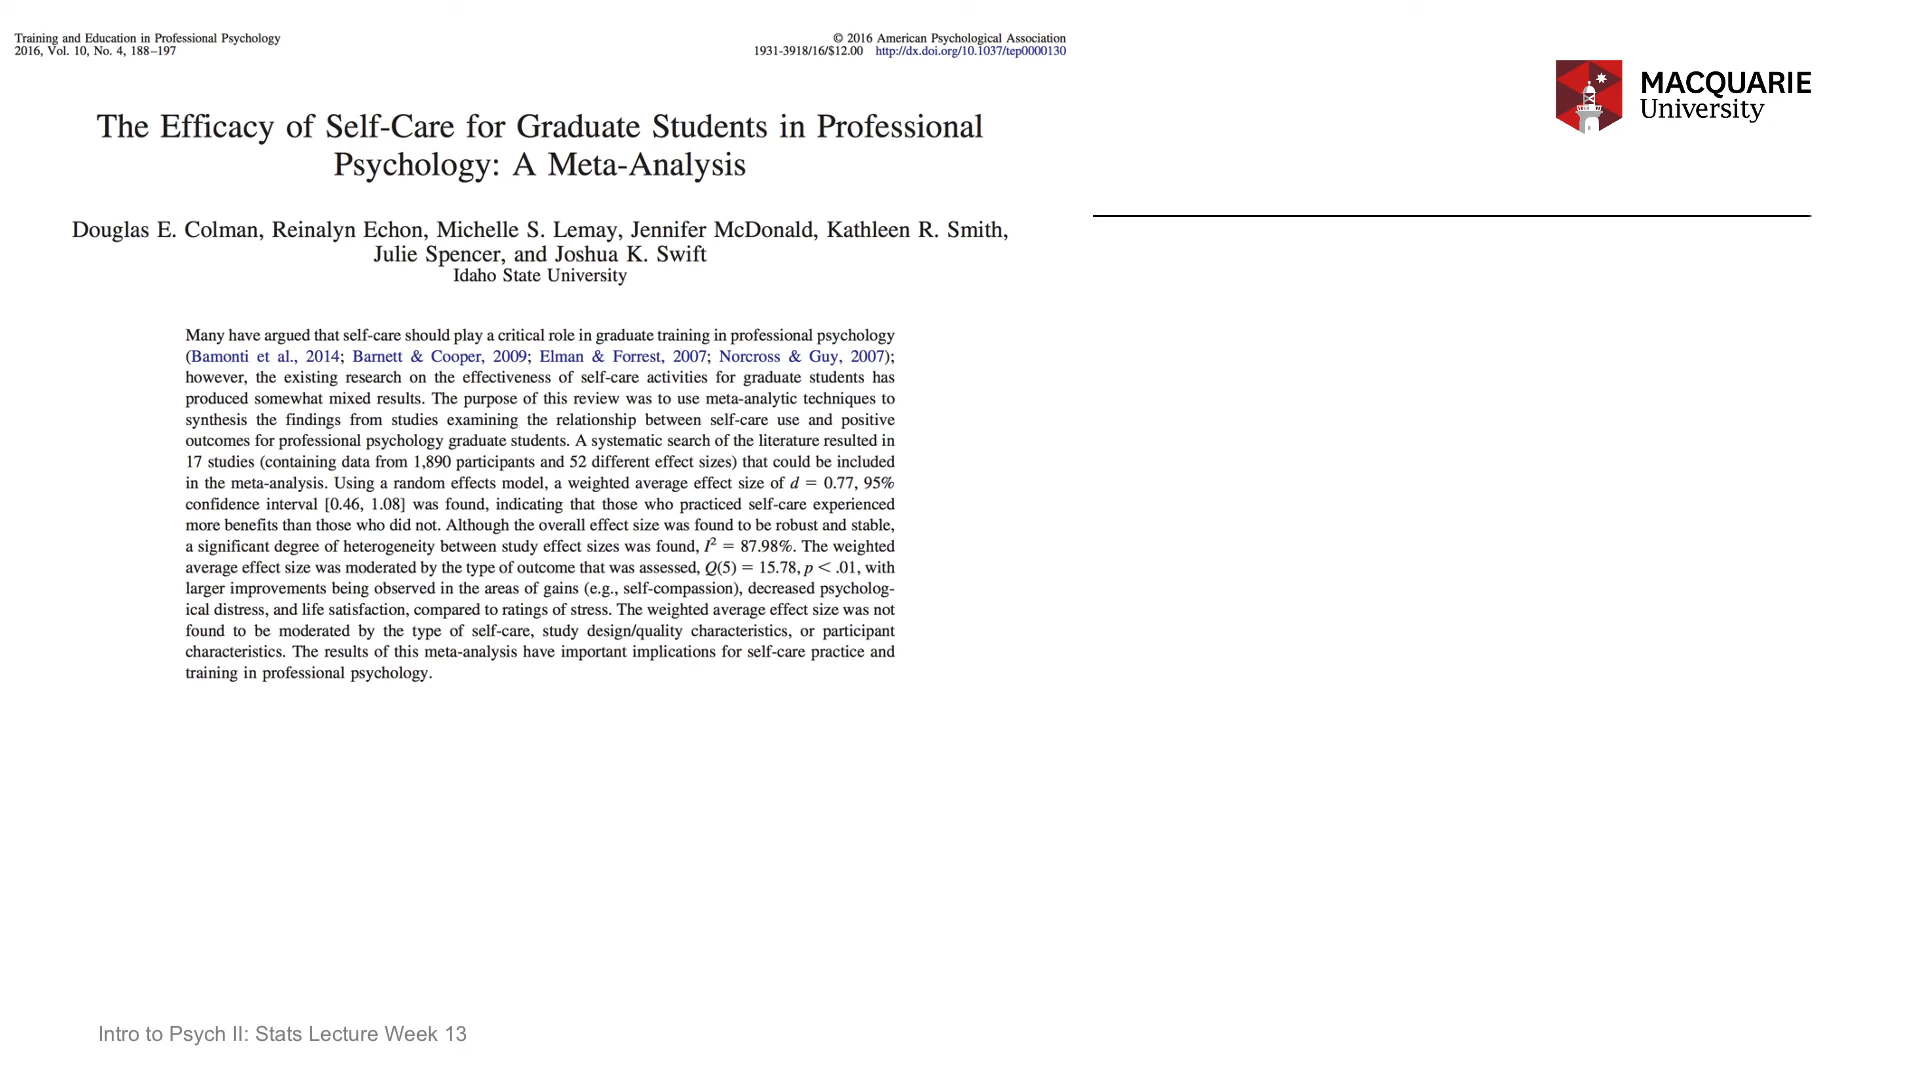 Training and Education in Professional Psychology
2016, Vol. 10, No. 4, 188–197
© 2016 American Psychological Association
1931-3918/16/$12.00 http://dx.doi.org/10.1037/tep0000130
MACQUARIE
University
The Efficacy of Self-Care for Graduate Students in Professional
Psychology: A Meta-Analysis
Douglas E. Colman, Reinalyn Echon, Michelle S. Lemay, Jennifer McDonald, Kathleen R. Smith,
Julie Spencer, and Joshua K. Swift
Idaho State University
Many have argued that self-care should play a critical role in graduate training in professional psychology
(Bamonti et al., 2014; Barnett & Cooper, 2009; Elman & Forrest, 2007; Norcross & Guy, 2007);
however, the existing research on the effectiveness of self-care activities for graduate students has
produced somewhat mixed results. The purpose of this review was to use meta-analytic techniques to
synthesis the findings from studies examining the relationship between self-care use and positive
outcomes for professional psychology graduate students. A systematic search of the literature resulted in
17 studies (containing data from 1,890 participants and 52 different effect sizes) that could be included
in the meta-analysis. Using a random effects model, a weighted average effect size of d = 0.77, 95%
confidence interval [0.46, 1.08] was found, indicating that those who practiced self-care experienced
more benefits than those who did not. Although the overall effect size was found to be robust and stable,
a significant degree of heterogeneity between study effect sizes was found, I² = 87.98%. The weighted
average effect size was moderated by the type of outcome that was assessed, Q(5) = 15.78, p < .01, with
larger improvements being observed in the areas of gains (e.g., self-compassion), decreased psycholog-
ical distress, and life satisfaction, compared to ratings of stress. The weighted average effect size was not
found to be moderated by the type of self-care, study design/quality characteristics, or participant
characteristics. The results of this meta-analysis have important implications for self-care practice and
training in professional psychology.
Intro to Psych II: Stats Lecture Week 13